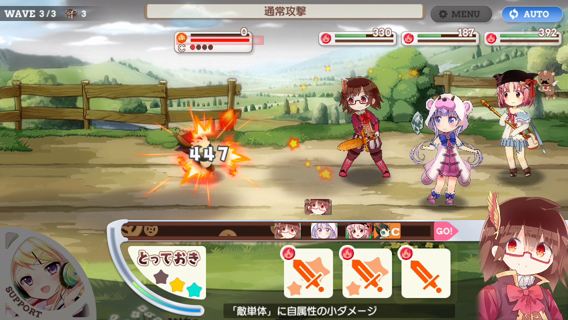 WAVE 3/3 3
通常攻撃
MENU
AUTO
0
C
330
187
392
447
C
GO!
とっておき
SUPPORT
「敵単体」に自属性の小ダメージ